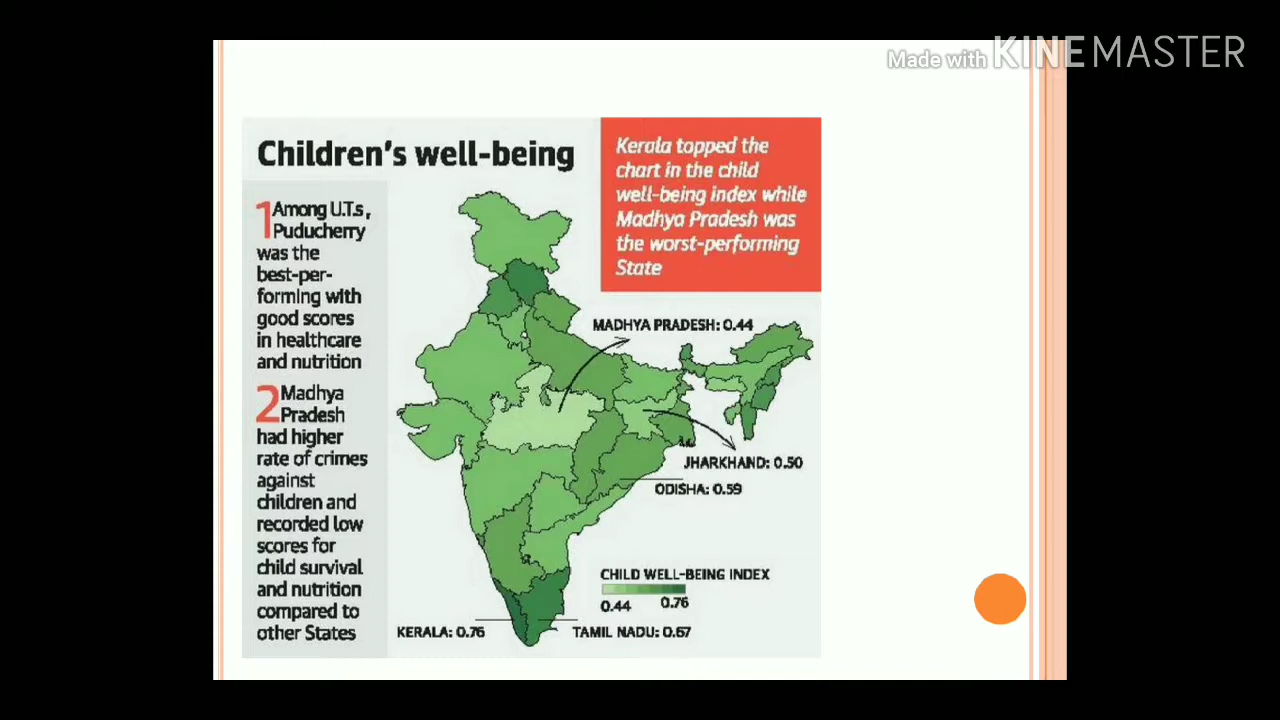 Made with KINEMASTER
Children's well-being
Kerala topped the
chart in the child
well-being index while
Madhya Pradesh was
the worst-performing
State
1 Among U.T.s,
Puducherry
was the
best-per-
forming with
good scores
in healthcare
and nutrition
2 Madhya
Pradesh
had higher
rate of crimes
against
children and
recorded low
scores for
child survival
and nutrition
compared to
other States
MADHYA PRADESH: 0.44
JHARKHAND: 0.50
ODISHA: 0.59
CHILD WELL-BEING INDEX
0.44 0.76
KERALA: 0.76
TAMIL NADU: 0.67